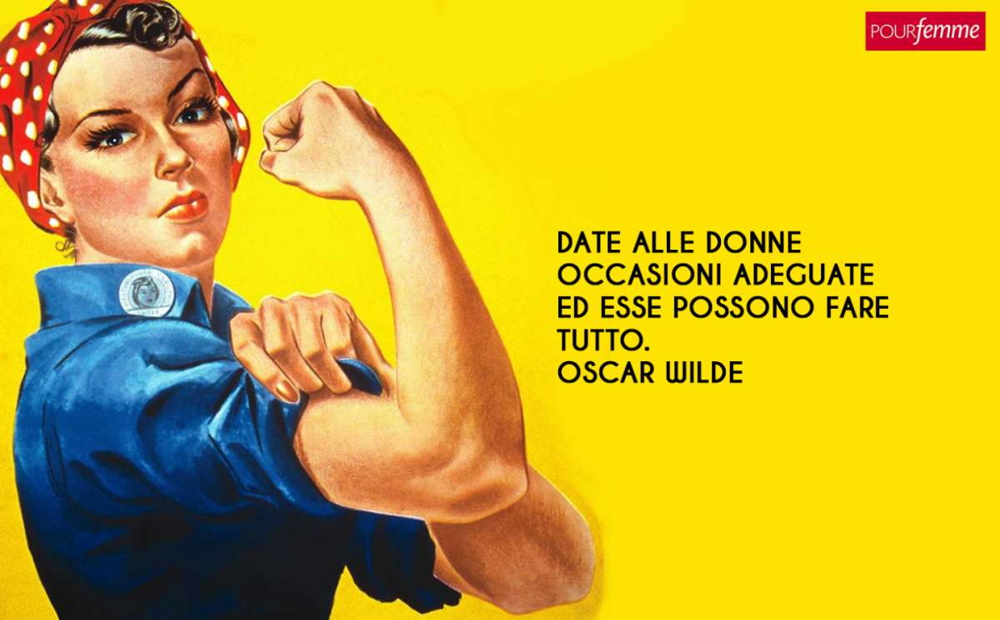 POURfemme
DATE ALLE DONNE
OCCASIONI ADEGUATE
ED ESSE POSSONO FARE
TUTTO.
OSCAR WILDE